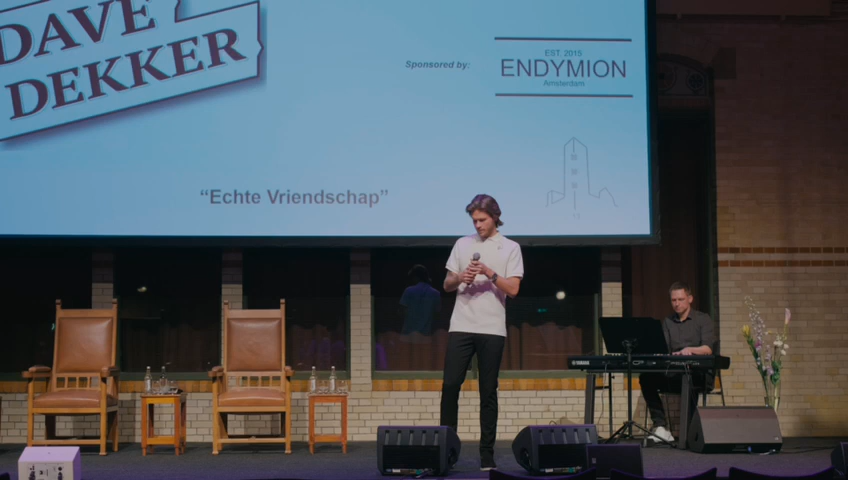 DAVE
DEKKER
Sponsored by:
EST. 2015
ENDYMION
Amsterdam
“Echte Vriendschap”